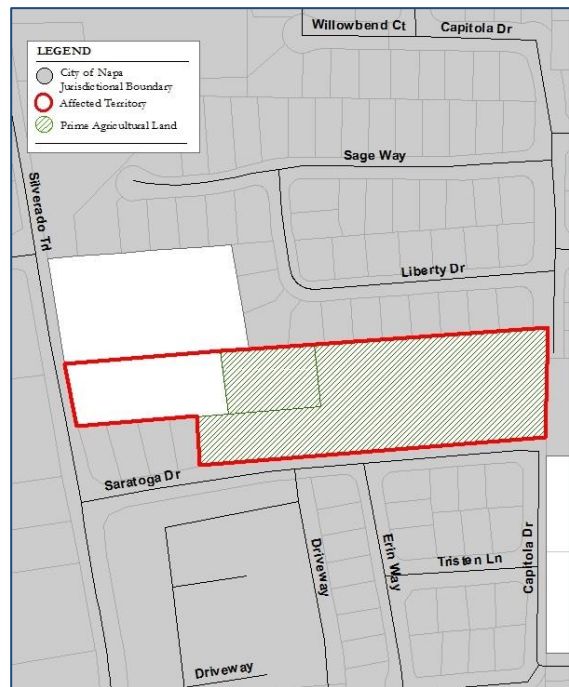 Willowbend Ct
Capitola Dr
LEGEND
City of Napa
Jurisdictional Boundary
Affected Territory
Prime Agricultural Land
Sage Way
Silverado Trl
Liberty Dr
Saratoga Dr
Driveway
Erin Way
Tristen Ln
Capitola Dr
Driveway